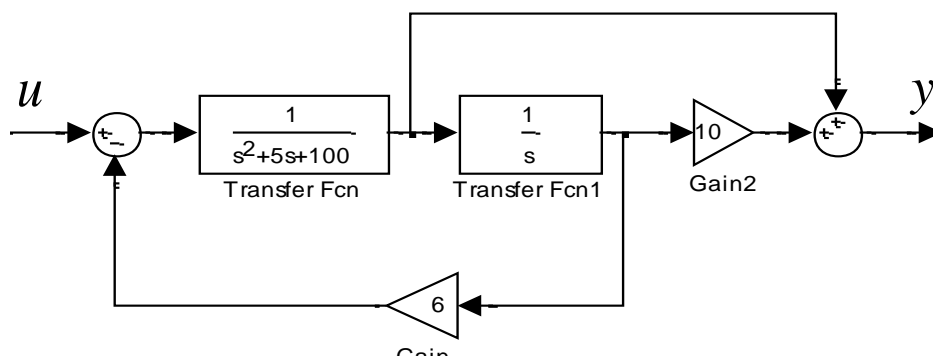 u
y
1
s²+5s+100
Transfer Fcn
1
s
Transfer Fcn1
10
Gain2
6
Gain